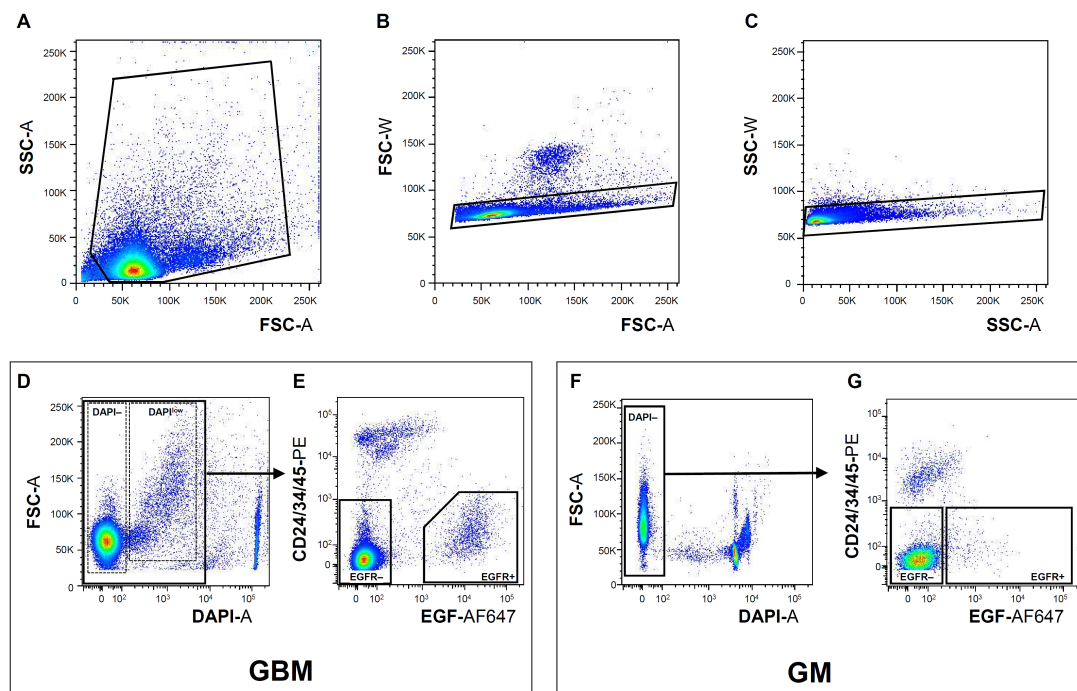 A
250K
200K
150K
100K
50K
0
SSC-A
0 50K 100K 150K 200K 250K
FSC-A
B
250K
200K
150K
100K
50K
0
FSC-W
0 50K 100K 150K 200K 250K
FSC-A
C
250K
200K
150K
100K
50K
0
SSC-W
0 50K 100K 150K 200K 250K
SSC-A
D
DAPI– DAPIlow
250K
200K
150K
100K
50K
0
FSC-A
0 10² 10³ 10⁴ 10⁵
DAPI-A
E
10⁵
10⁴
10³
10²
0
CD24/34/45-PE
EGFR– EGFR+
0 10² 10³ 10⁴ 10⁵
EGF-AF647
GBM
F
DAPI–
250K
200K
150K
100K
50K
0
FSC-A
0 10² 10³ 10⁴ 10⁵
DAPI-A
G
10⁵
10⁴
10³
10²
0
CD24/34/45-PE
EGFR– EGFR+
0 10² 10³ 10⁴ 10⁵
EGF-AF647
GM